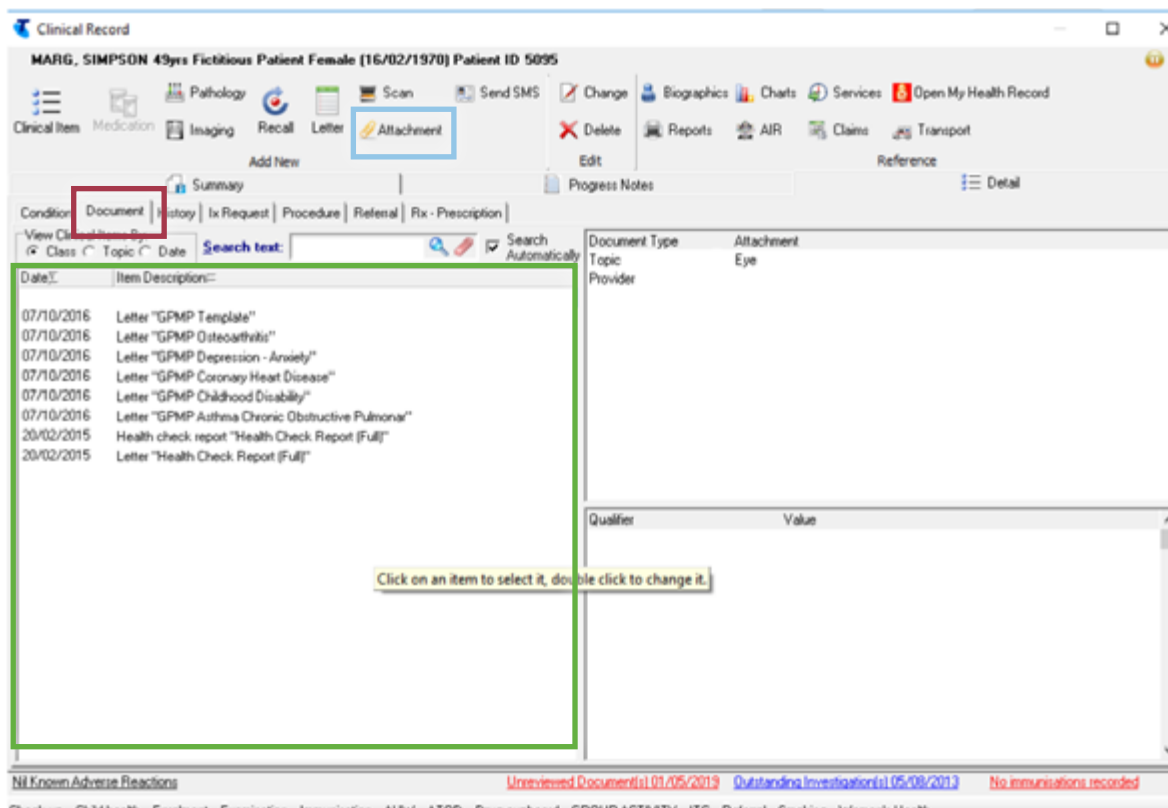 Clinical Record
MARG, SIMPSON 49yrs Fictitious Patient Female (16/02/1970) Patient ID 5095
Clinical Item
Medication
Pathology
Imaging
Recall
Letter
Scan
Attachment
Send SMS
Add New
Change
Delete
Edit
Biographics
Charts
Services
Open My Health Record
Reports
AIR
Claims
Transport
Reference
Summary
Progress Notes
Detail
Condition Document History Ix Request Procedure Referral Rx - Prescription
View Clinical Items By:
Class Topic Date
Search text:
Search
Automatically
Date Item Description
07/10/2016 Letter "GPMP Template"
07/10/2016 Letter "GPMP Osteoarthritis"
07/10/2016 Letter "GPMP Depression - Anxiety"
07/10/2016 Letter "GPMP Coronary Heart Disease"
07/10/2016 Letter "GPMP Childhood Disability"
07/10/2016 Letter "GPMP Asthma Chronic Obstructive Pulmonar"
20/02/2015 Health check report "Health Check Report (Full)"
20/02/2015 Letter "Health Check Report (Full)"
Document Type Attachment
Topic Eye
Provider
Qualifier Value
Click on an item to select it, double click to change it.
Nil Known Adverse Reactions Unreviewed Document(s) 01/05/2019 Outstanding Investigation(s) 05/08/2013 No immunisations recorded